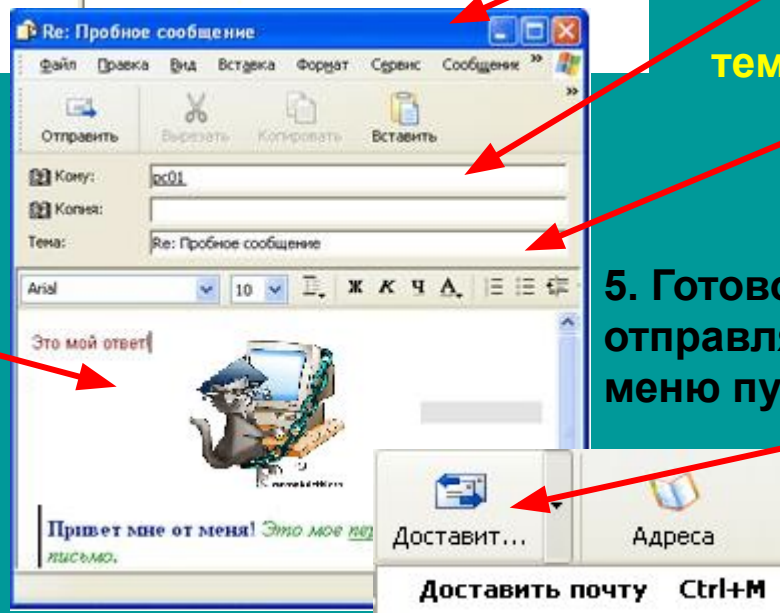 Re: Пробное сообщение
Файл Правка Вид Вставка Формат Сервис Сообщение »
Отправить Вырезать Копировать Вставить »
Кому: pc01
Копия:
Тема: Re: Пробное сообщение
Arial 10 Ж К Ч А
Это мой ответ
Привет мне от меня! Это мое
письмо.
тем
5. Готово
отправля
меню пу
Доставит... Адреса
Доставить почту Ctrl+M